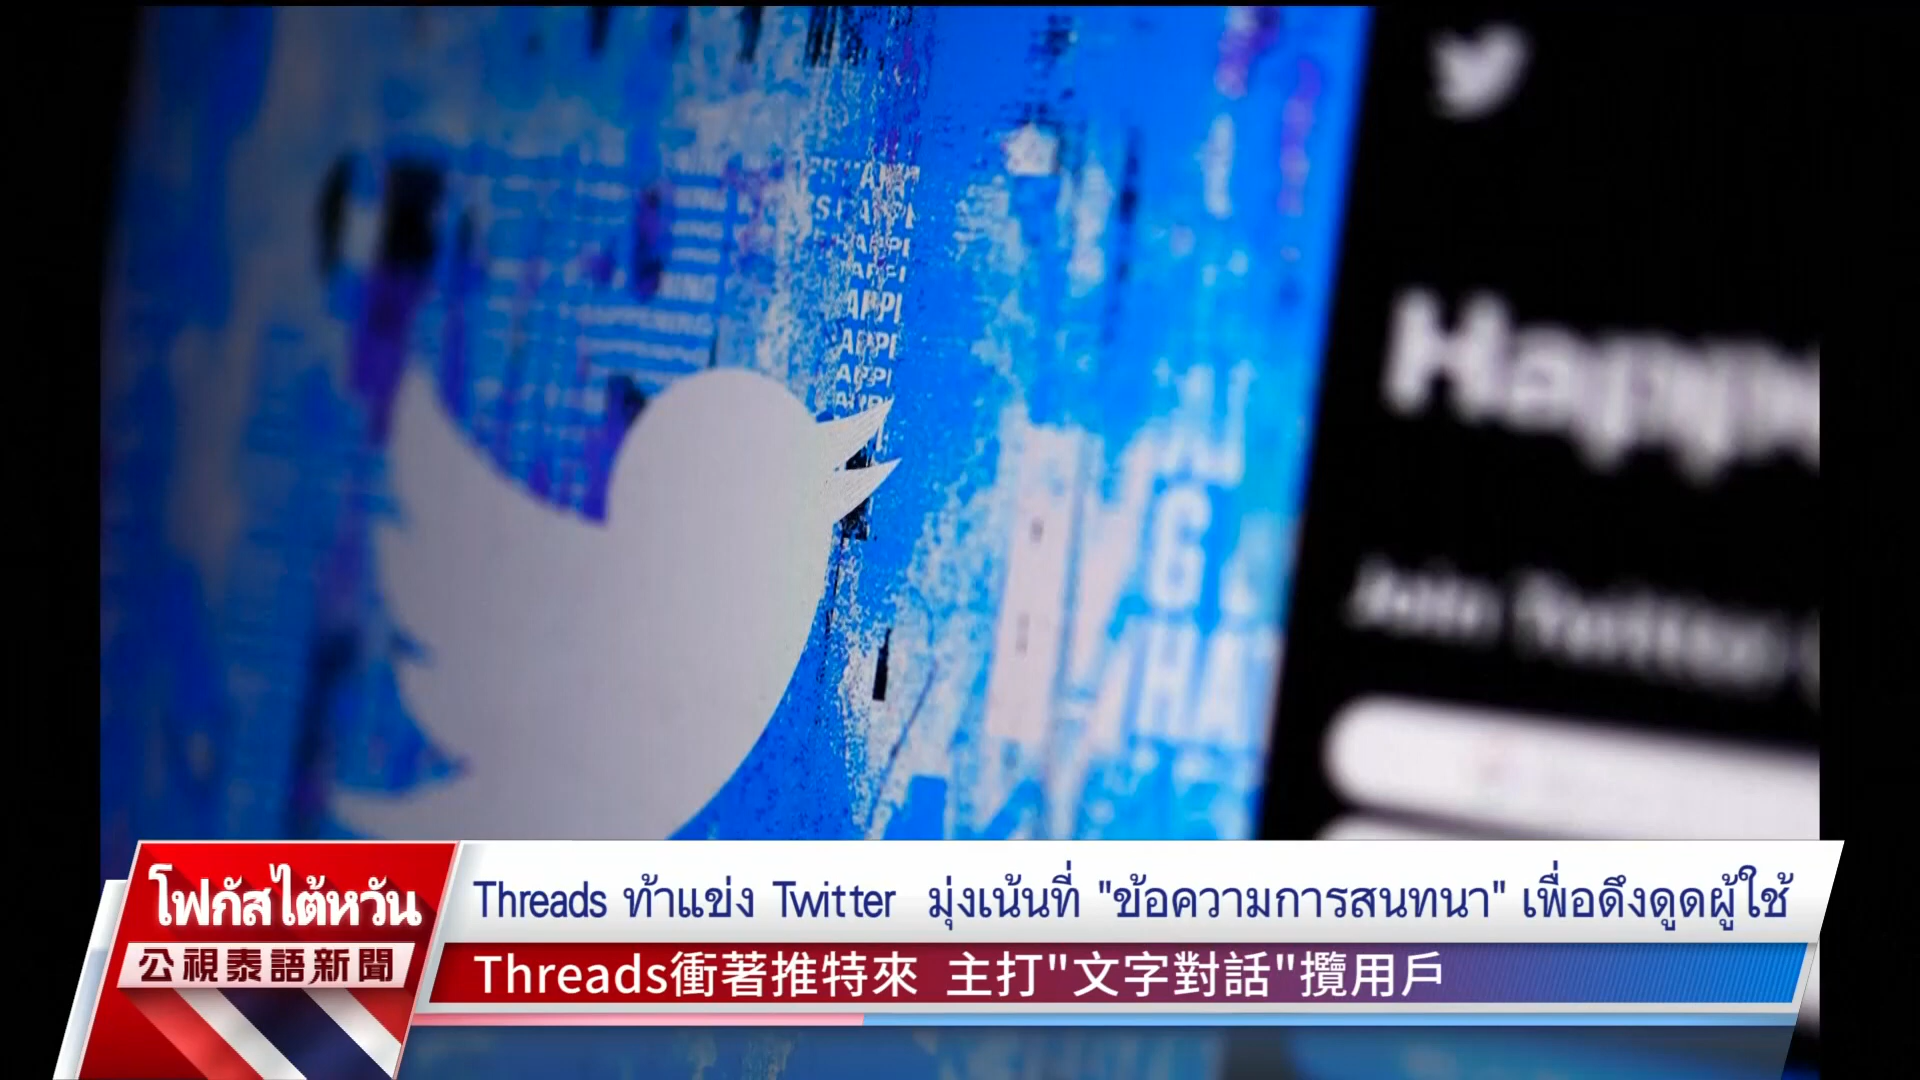 Happe
Join Twitter
โฟกัสไต้หวัน
公視泰語新聞
Threads ท้าแข่ง Twitter มุ่งเน้นที่ "ข้อความการสนทนา" เพื่อดึงดูดผู้ใช้
Threads衝著推特來 主打"文字對話"攬用戶